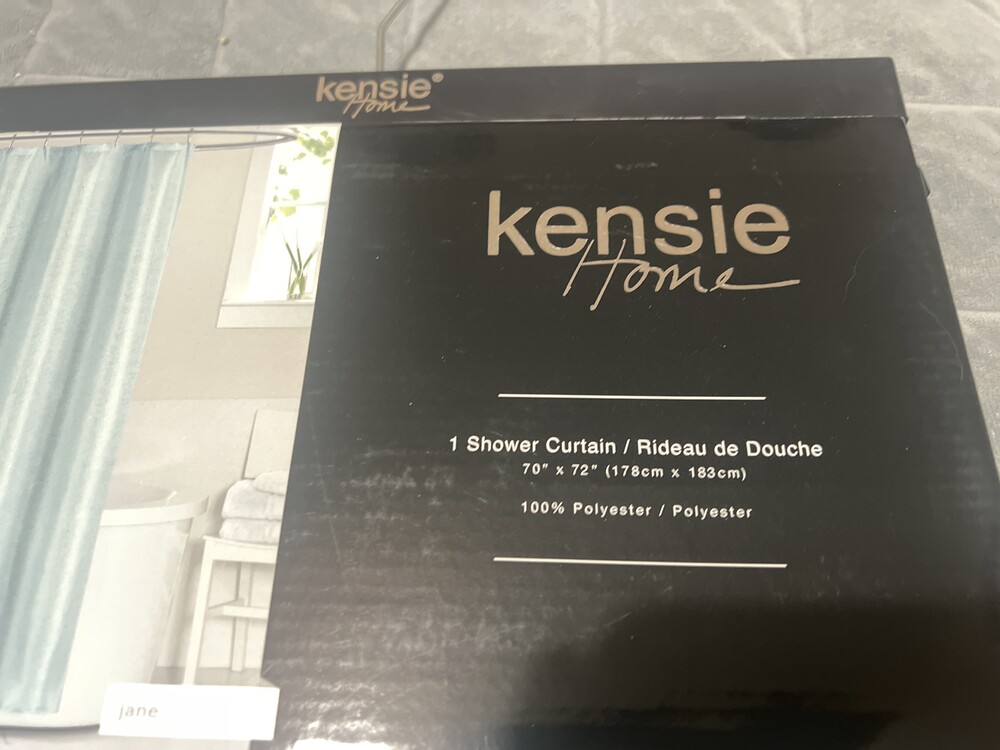 kensie®
Home
kensie
Home
1 Shower Curtain / Rideau de Douche
70" x 72" (178cm x 183cm)
100% Polyester / Polyester
jane